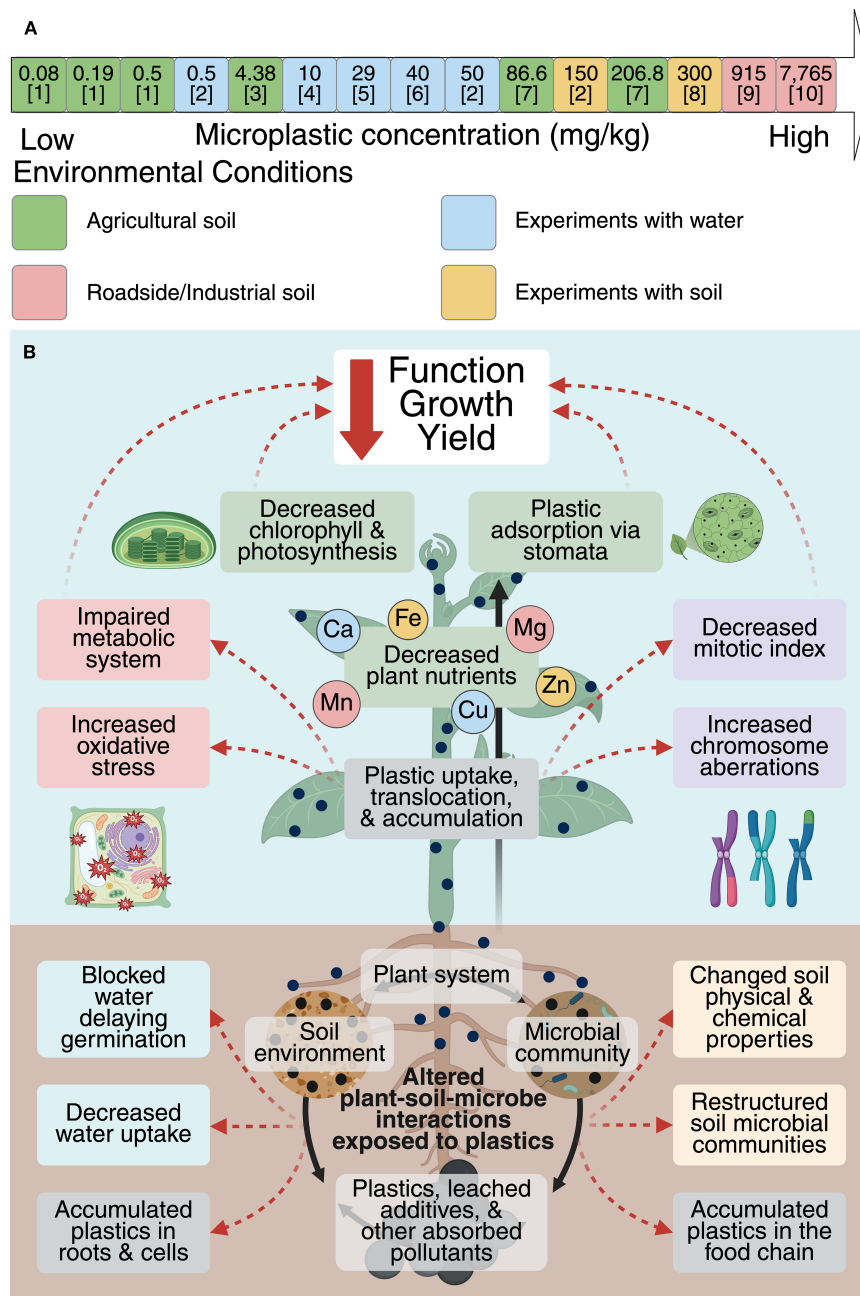 A
0.08 0.19 0.5 0.5 4.38 10 29 40 50 86.6 150 206.8 300 915 7,765
[1] [1] [1] [2] [3] [4] [5] [6] [2] [7] [2] [7] [8] [9] [10]
Low Microplastic concentration (mg/kg) High
Environmental Conditions
Agricultural soil
Experiments with water
Roadside/Industrial soil
Experiments with soil
B
Function
Growth
Yield
Decreased
chlorophyll &
photosynthesis
Plastic
adsorption via
stomata
Impaired
metabolic
system
Ca
Fe
Mg
Decreased
plant nutrients
Mn
Cu
Zn
Decreased
mitotic index
Increased
oxidative
stress
Plastic uptake,
translocation,
& accumulation
Increased
chromosome
aberrations
Blocked
water
delaying
germination
Plant system
Soil
environment
Microbial
community
Changed soil
physical &
chemical
properties
Altered
plant-soil-microbe
interactions
exposed to plastics
Decreased
water uptake
Restructured
soil microbial
communities
Accumulated
plastics in
roots & cells
Plastics, leached
additives, &
other absorbed
pollutants
Accumulated
plastics in the
food chain